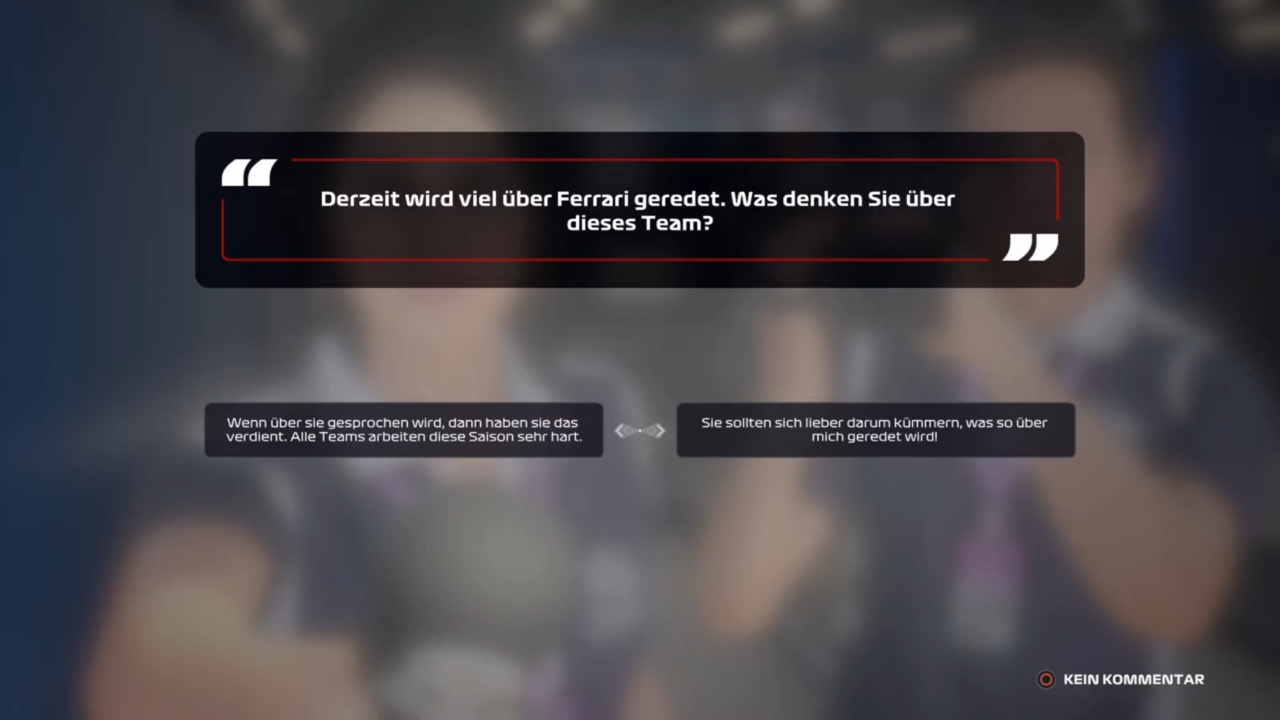 Derzeit wird viel über Ferrari geredet. Was denken Sie über
dieses Team?
Wenn über sie gesprochen wird, dann haben sie das
verdient. Alle Teams arbeiten diese Saison sehr hart.
Sie sollten sich lieber darum kümmern, was so über
mich geredet wird!
KEIN KOMMENTAR